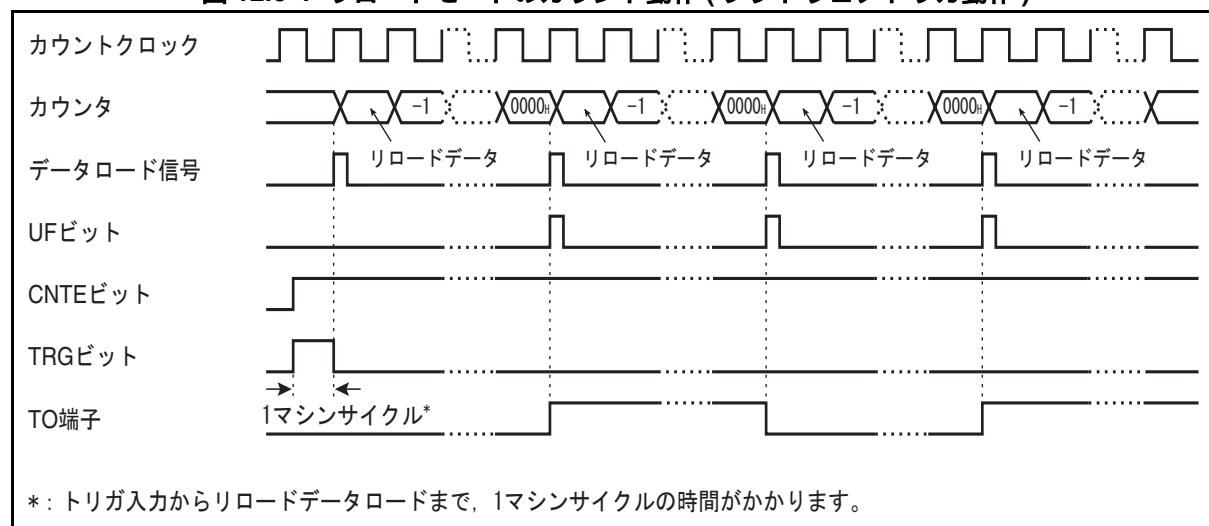 カウントクロック
カウンタ
-1 0000H -1 0000H -1 0000H -1
リロードデータ リロードデータ リロードデータ リロードデータ
データロード信号
UFビット
CNTEビット
TRGビット
1マシンサイクル*
TO端子
*：トリガ入力からリロードデータロードまで，1マシンサイクルの時間がかかります。